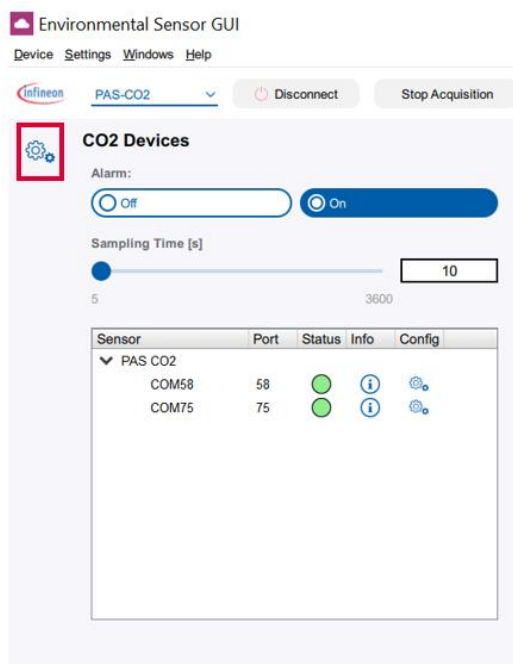 Environmental Sensor GUI
Device Settings Windows Help
infineon PAS-CO2 Disconnect Stop Acquisition
CO2 Devices
Alarm:
Off On
Sampling Time [s]
10
5 3600
Sensor Port Status Info Config
PAS CO2
COM58 58 i
COM75 75 i